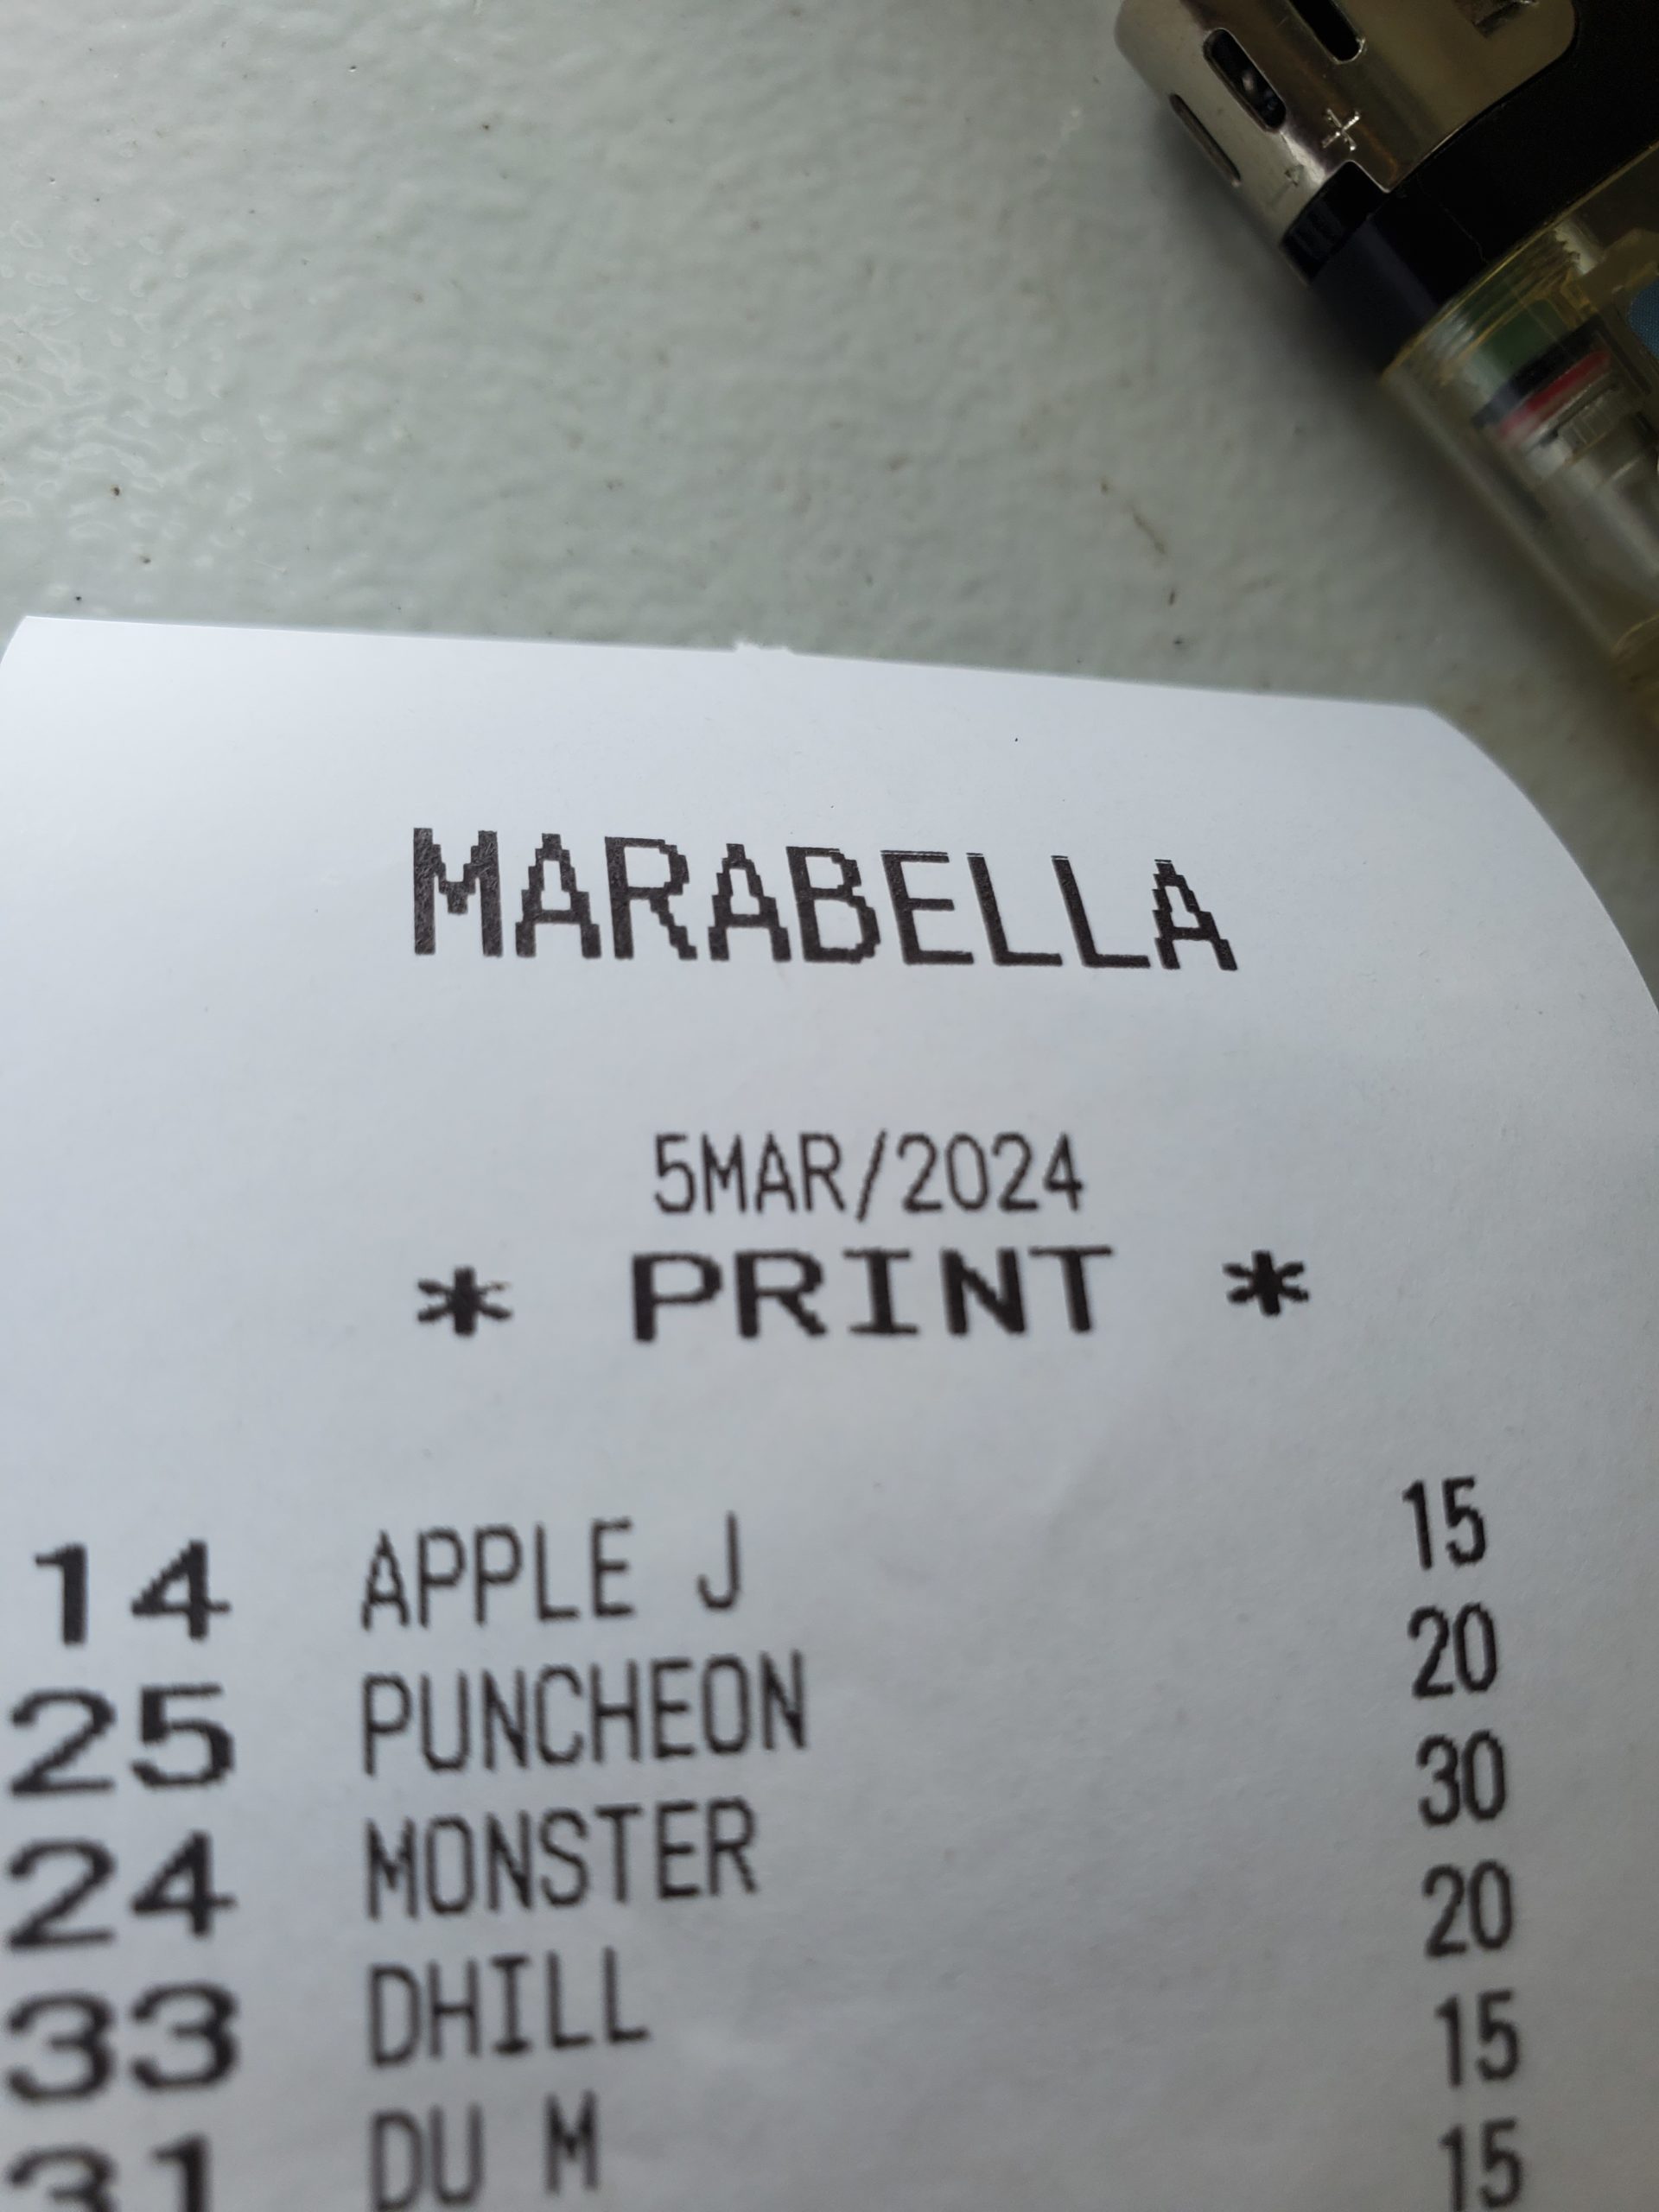 MARABELLA
5MAR/2024
* PRINT *
14 APPLE J 15
25 PUNCHEON 20
24 MONSTER 30
33 DHILL 20
31 DU M 15
15